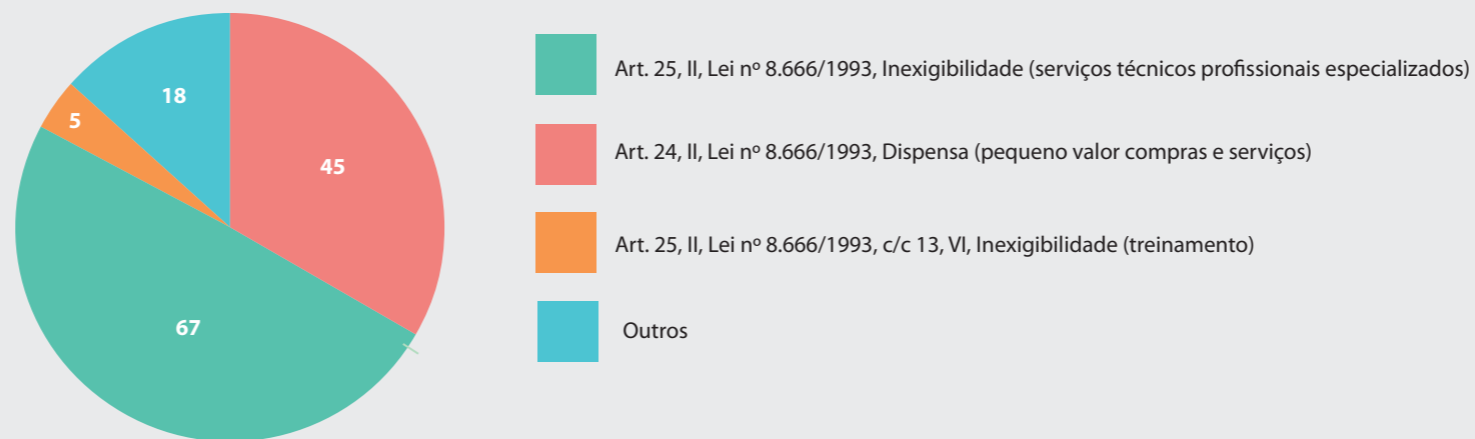 18
5
45
67
Art. 25, II, Lei nº 8.666/1993, Inexigibilidade (serviços técnicos profissionais especializados)
Art. 24, II, Lei nº 8.666/1993, Dispensa (pequeno valor compras e serviços)
Art. 25, II, Lei nº 8.666/1993, c/c 13, VI, Inexigibilidade (treinamento)
Outros